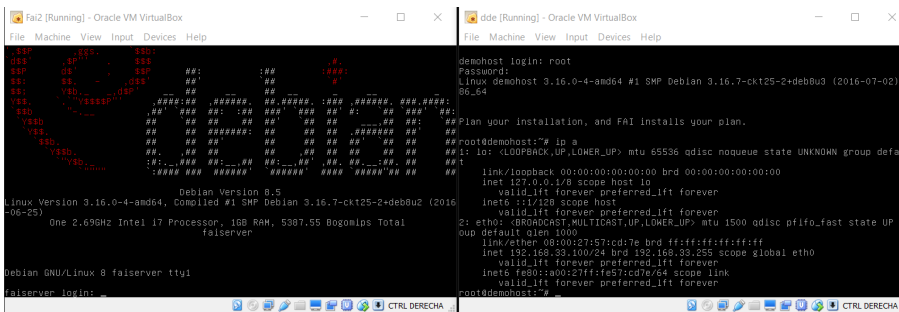 Fai2 [Running] - Oracle VM VirtualBox
File Machine View Input Devices Help
Debian Version 8.5
Linux Version 3.16.0-4-amd64, Compiled #1 SMP Debian 3.16.7-ckt25-2+deb8u2 (2016
-06-25)
One 2.69GHz Intel i7 Processor, 1GB RAM, 5387.55 Bogomips Total
faiserver
Debian GNU/Linux 8 faiserver tty1
faiserver login: _
CTRL DERECHA
dde [Running] - Oracle VM VirtualBox
File Machine View Input Devices Help
demohost login: root
Password:
Linux demohost 3.16.0-4-amd64 #1 SMP Debian 3.16.7-ckt25-2+deb8u3 (2016-07-02)
86_64
Plan your installation, and FAI installs your plan.
root@demohost:~# ip a
1: lo: <LOOPBACK,UP,LOWER_UP> mtu 65536 qdisc noqueue state UNKNOWN group defa
t
link/loopback 00:00:00:00:00:00 brd 00:00:00:00:00:00
inet 127.0.0.1/8 scope host lo
valid_lft forever preferred_lft forever
inet6 ::1/128 scope host
valid_lft forever preferred_lft forever
2: eth0: <BROADCAST,MULTICAST,UP,LOWER_UP> mtu 1500 qdisc pfifo_fast state UP
oup default qlen 1000
link/ether 08:00:27:57:cd:7e brd ff:ff:ff:ff:ff:ff
inet 192.168.33.100/24 brd 192.168.33.255 scope global eth0
valid_lft forever preferred_lft forever
inet6 fe80::a00:27ff:fe57:cd7e/64 scope link
valid_lft forever preferred_lft forever
root@demohost:~# _
CTRL DERECHA